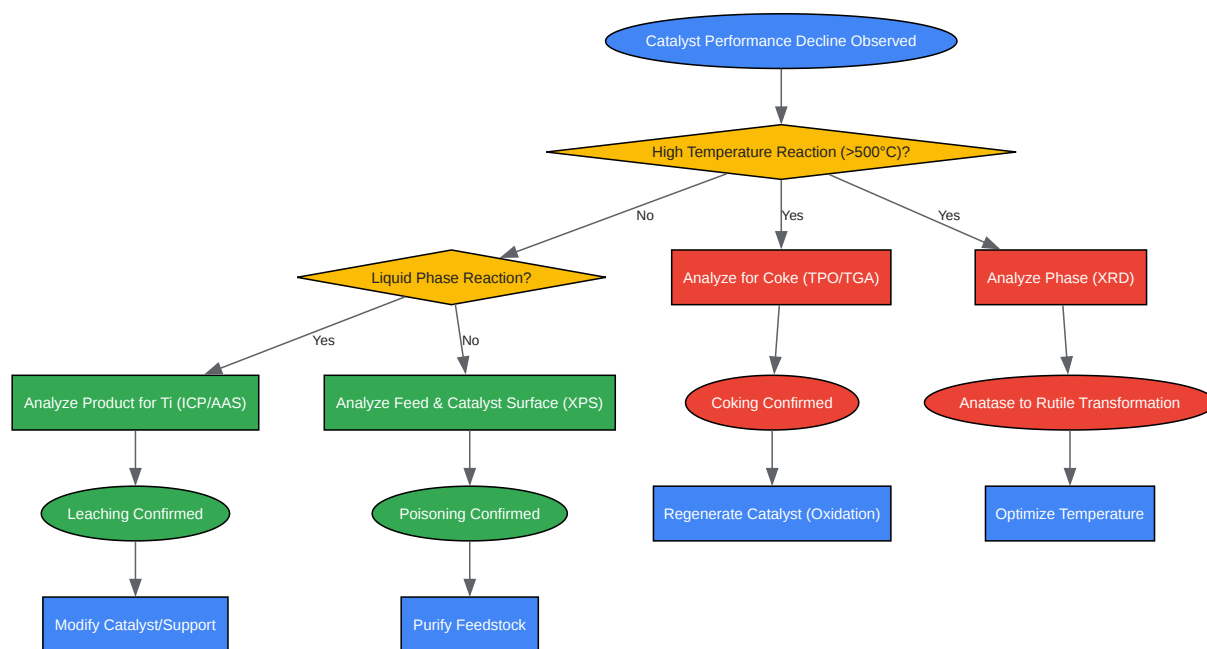 Catalyst Performance Decline Observed
High Temperature Reaction (>500°C)?
No
Yes
Yes
Liquid Phase Reaction?
Analyze for Coke (TPO/TGA)
Analyze Phase (XRD)
Yes
No
Analyze Product for Ti (ICP/AAS)
Analyze Feed & Catalyst Surface (XPS)
Coking Confirmed
Anatase to Rutile Transformation
Leaching Confirmed
Poisoning Confirmed
Regenerate Catalyst (Oxidation)
Optimize Temperature
Modify Catalyst/Support
Purify Feedstock